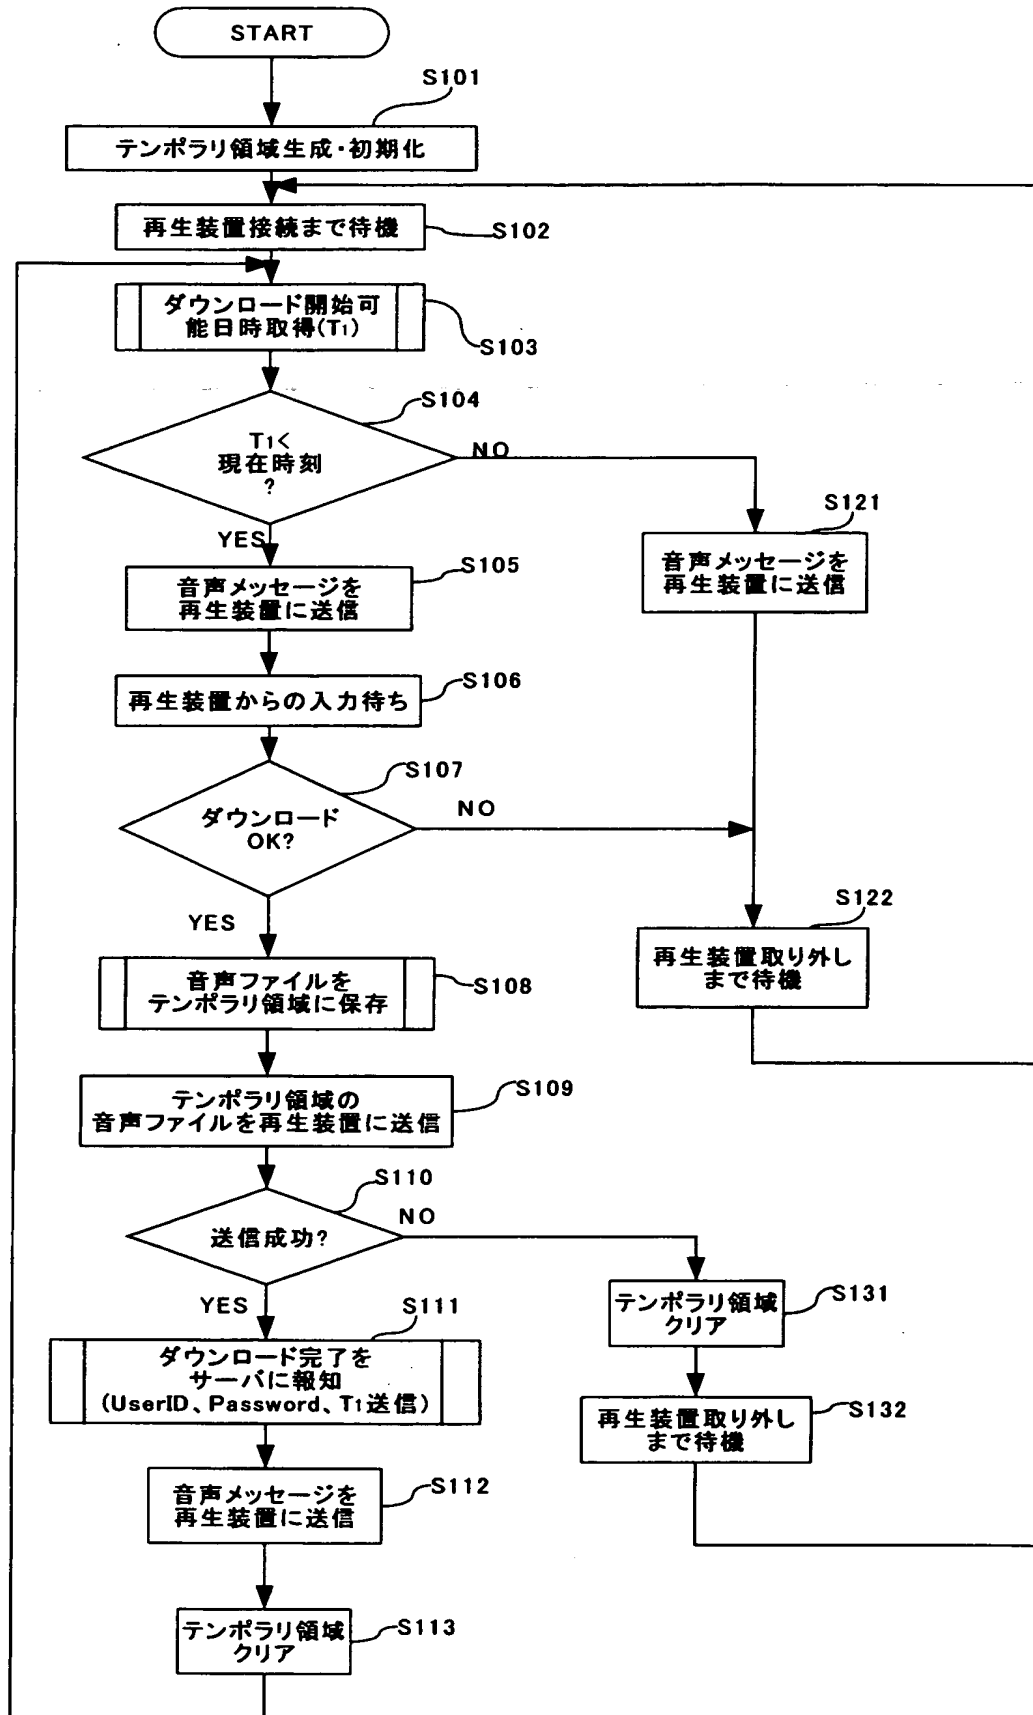 START
S101
テンポラリ領域生成・初期化
再生装置接続まで待機
S102
ダウンロード開始可
能日時取得(T1)
S103
S104
T1<
現在時刻
?
NO
YES
S121
音声メッセージを
再生装置に送信
S105
音声メッセージを
再生装置に送信
再生装置からの入力待ち
S106
S107
ダウンロード
OK?
NO
YES
S122
再生装置取り外し
まで待機
音声ファイルを
テンポラリ領域に保存
S108
テンポラリ領域の
音声ファイルを再生装置に送信
S109
S110
送信成功?
NO
YES
S131
テンポラリ領域
クリア
S111
ダウンロード完了を
サーバに報知
(UserID、Password、T1送信)
再生装置取り外し
まで待機
S132
音声メッセージを
再生装置に送信
S112
テンポラリ領域
クリア
S113